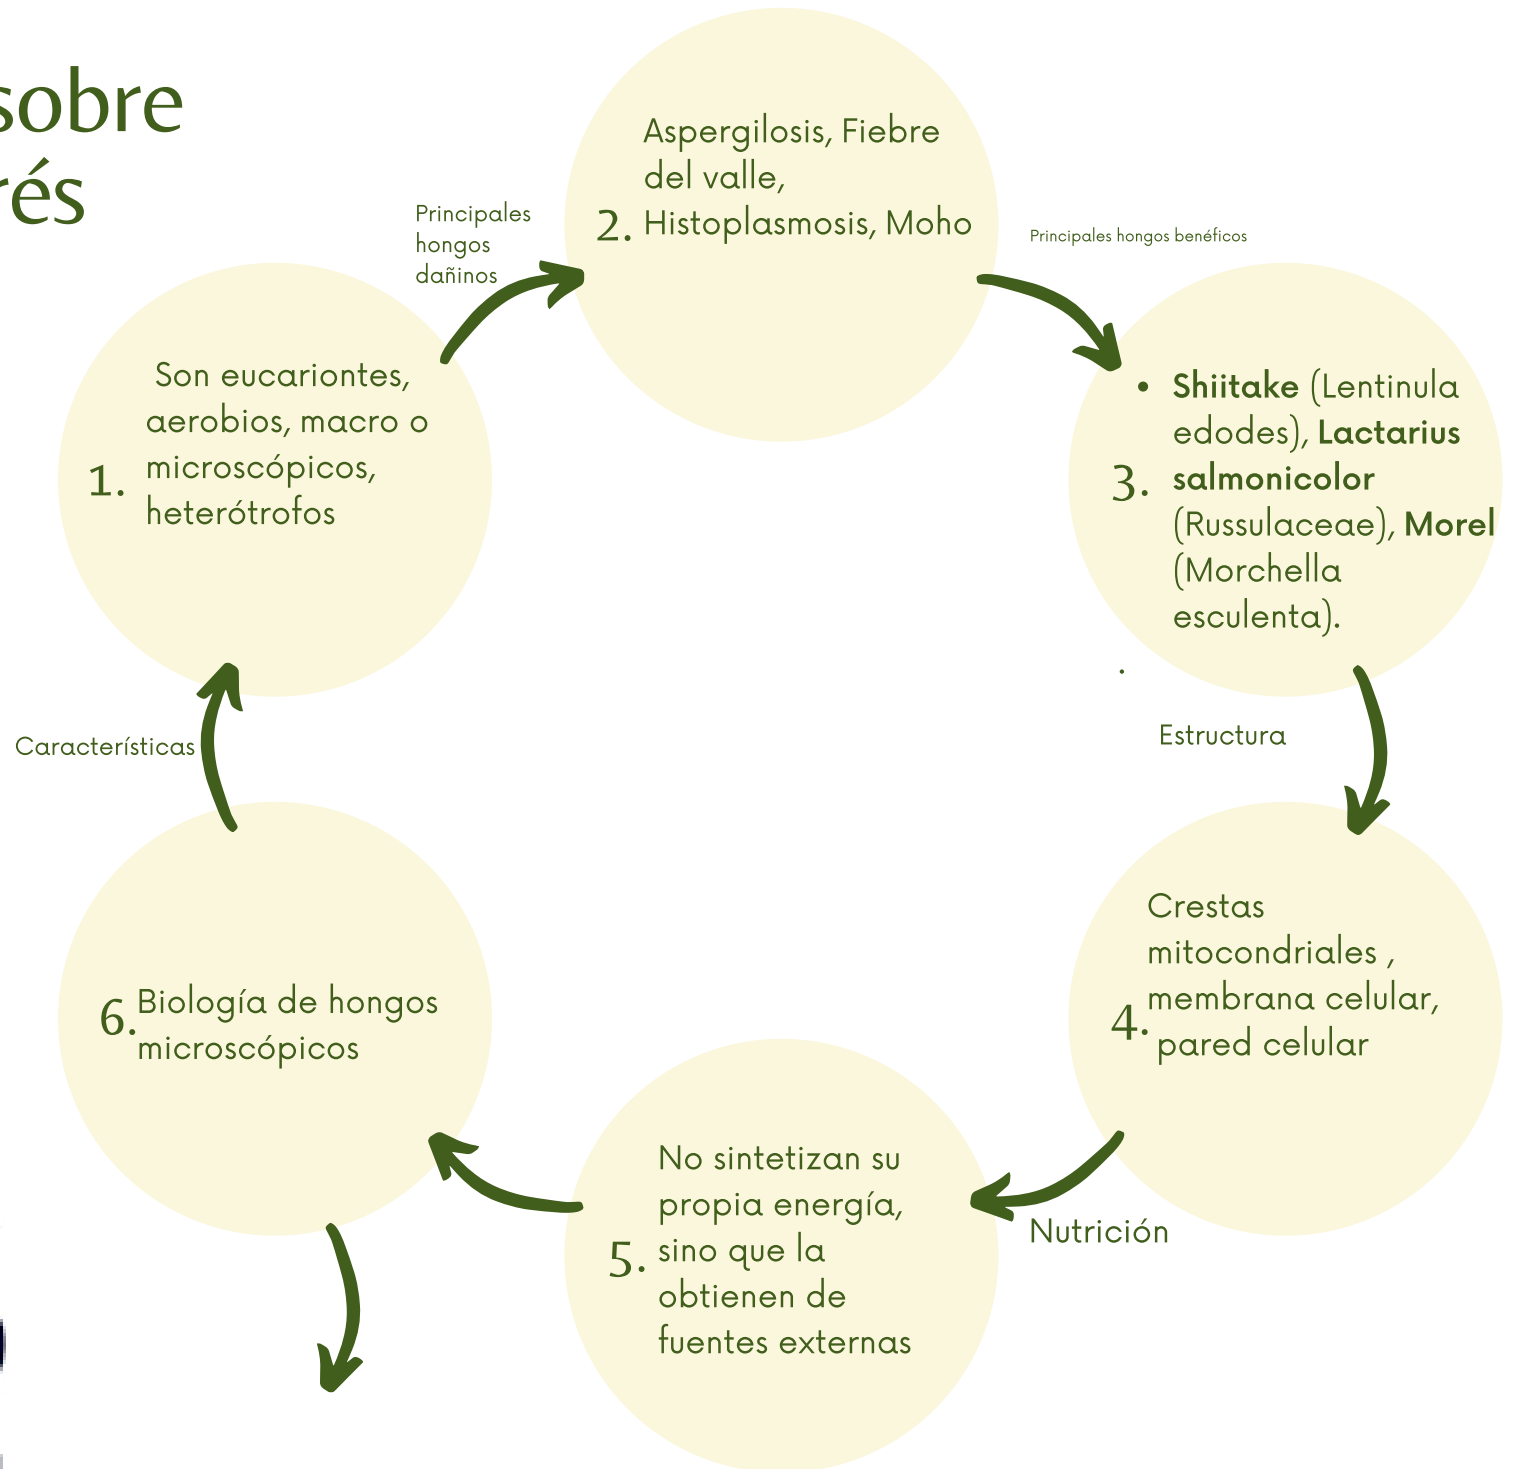 sobre
rés
Principales
hongos
dañinos
Aspergilosis, Fiebre
del valle,
2. Histoplasmosis, Moho
Principales hongos benéficos
Son eucariontes,
aerobios, macro o
1. microscópicos,
heterótrofos
• Shiitake (Lentinula
edodes), Lactarius
3. salmonicolor
(Russulaceae), Morel
(Morchella
esculenta).
.
Características
Estructura
Crestas
mitocondriales ,
membrana celular,
4. pared celular
6. Biología de hongos
microscópicos
Nutrición
No sintetizan su
propia energía,
5. sino que la
obtienen de
fuentes externas